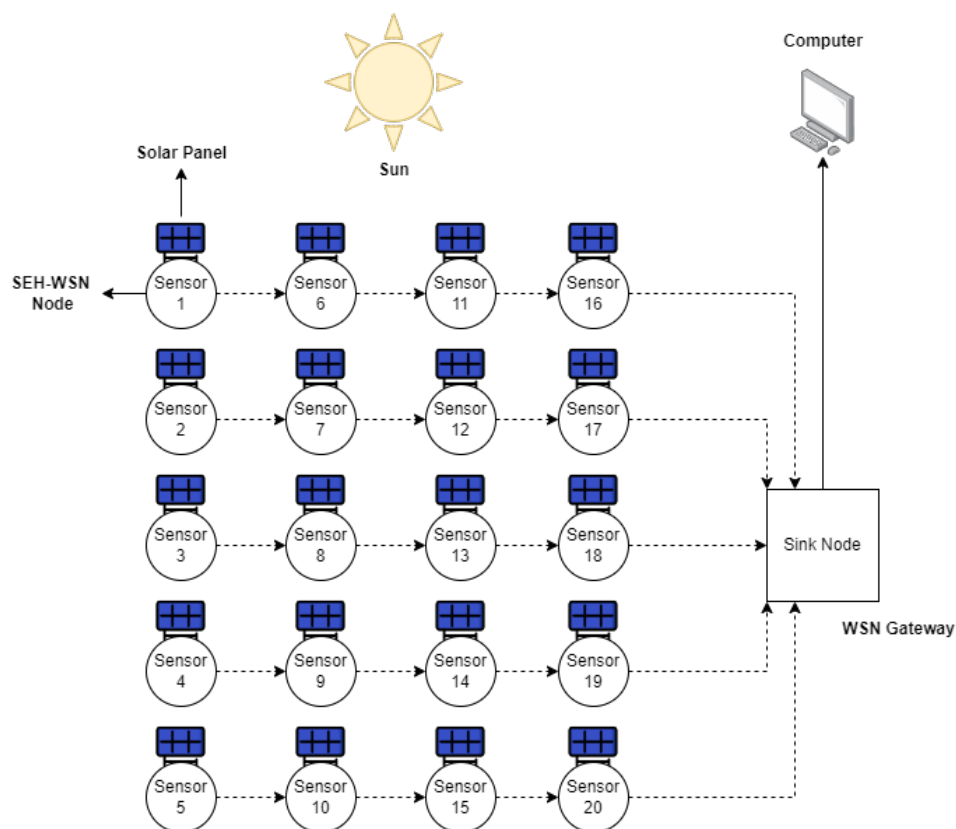 Computer
Solar Panel
Sun
SEH-WSN
Node
Sensor
1
Sensor
6
Sensor
11
Sensor
16
Sensor
2
Sensor
7
Sensor
12
Sensor
17
Sensor
3
Sensor
8
Sensor
13
Sensor
18
Sink Node
Sensor
4
Sensor
9
Sensor
14
Sensor
19
WSN Gateway
Sensor
5
Sensor
10
Sensor
15
Sensor
20